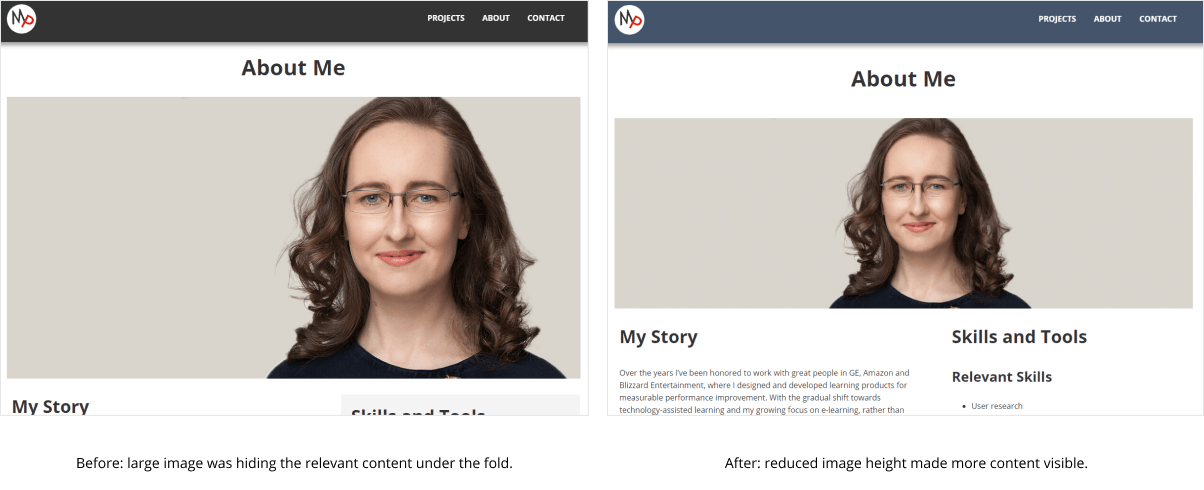 Mp
PROJECTS ABOUT CONTACT
About Me
My Story
Skills and Tools
Before: large image was hiding the relevant content under the fold.
Mp
PROJECTS ABOUT CONTACT
About Me
My Story
Over the years I've been honored to work with great people in GE, Amazon and
Blizzard Entertainment, where I designed and developed learning products for
measurable performance improvement. With the gradual shift towards
technology-assisted learning and my growing focus on e-learning, rather than
Skills and Tools
Relevant Skills
▪ User research
After: reduced image height made more content visible.